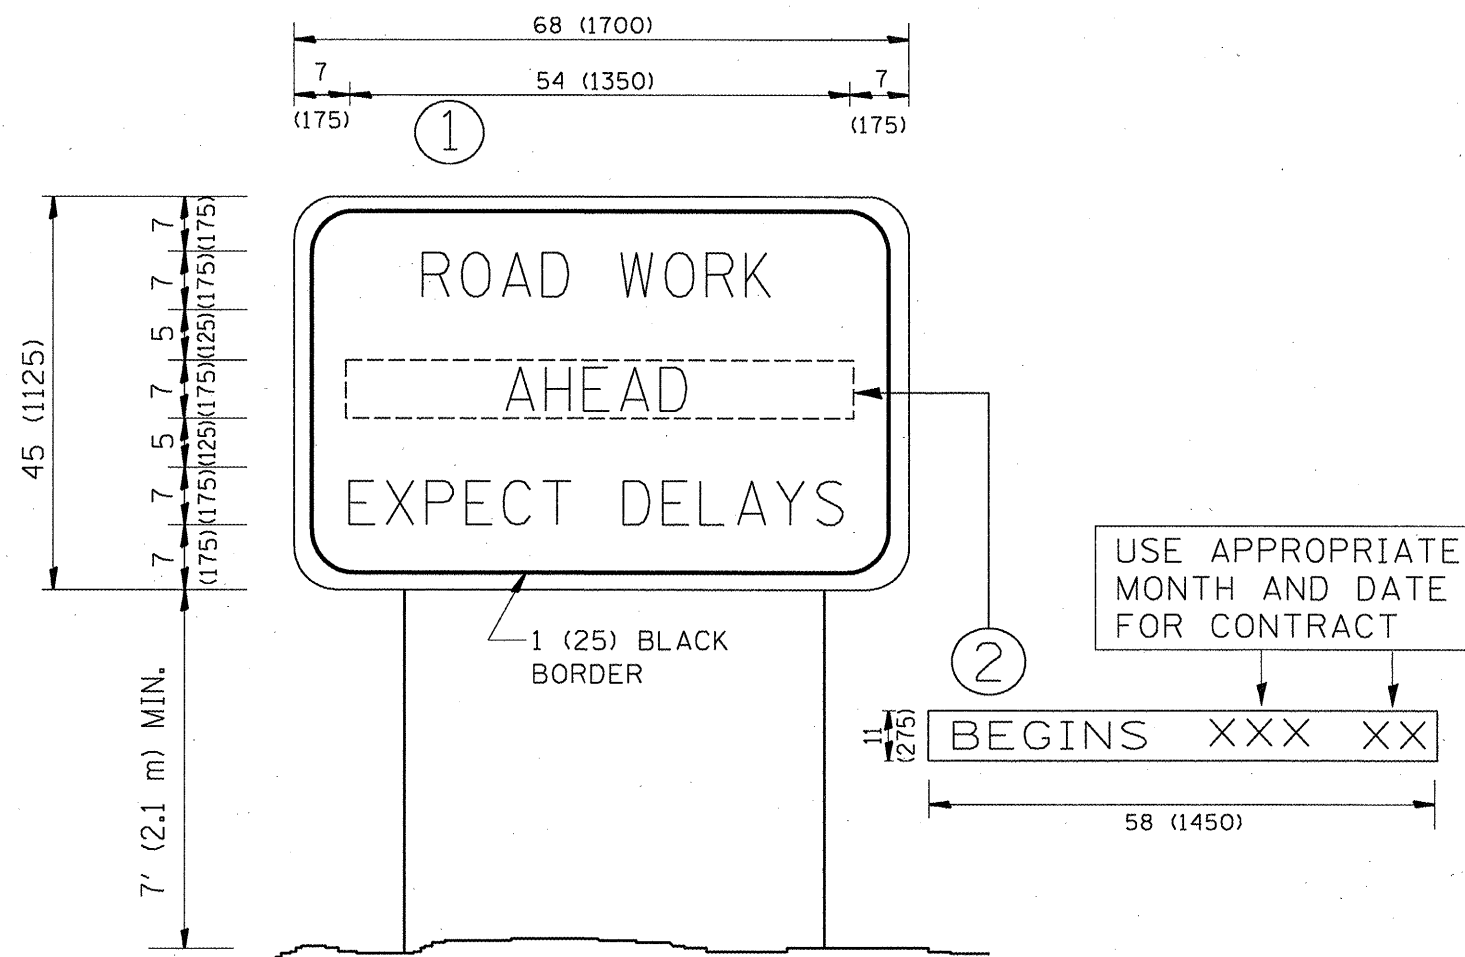 68 (1700)
7
54 (1350)
7
(175)
(175)
1
7
(175)
7
(175)
5
(125)
7
(175)
5
(125)
7
(175)
7
(175)
45 (1125)
ROAD WORK
AHEAD
EXPECT DELAYS
1 (25) BLACK
BORDER
7' (2.1 m) MIN.
USE APPROPRIATE
MONTH AND DATE
FOR CONTRACT
2
11
(275)
BEGINS XXX XX
58 (1450)